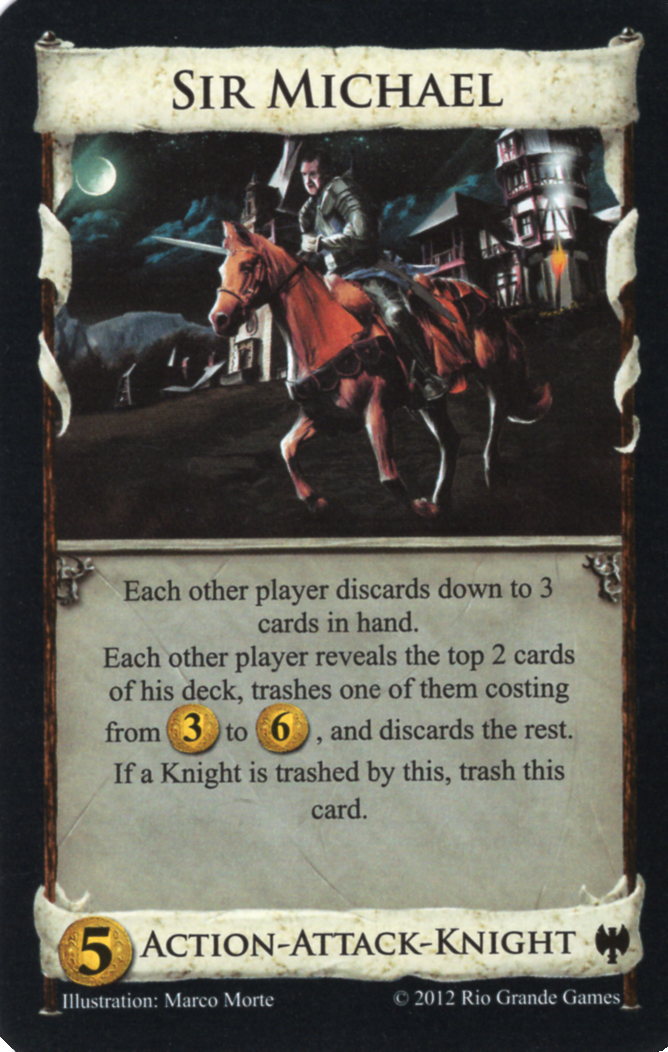 SIR MICHAEL
Each other player discards down to 3
cards in hand.
Each other player reveals the top 2 cards
of his deck, trashes one of them costing
from 3 to 6 , and discards the rest.
If a Knight is trashed by this, trash this
card.
5 ACTION-ATTACK-KNIGHT
Illustration: Marco Morte © 2012 Rio Grande Games